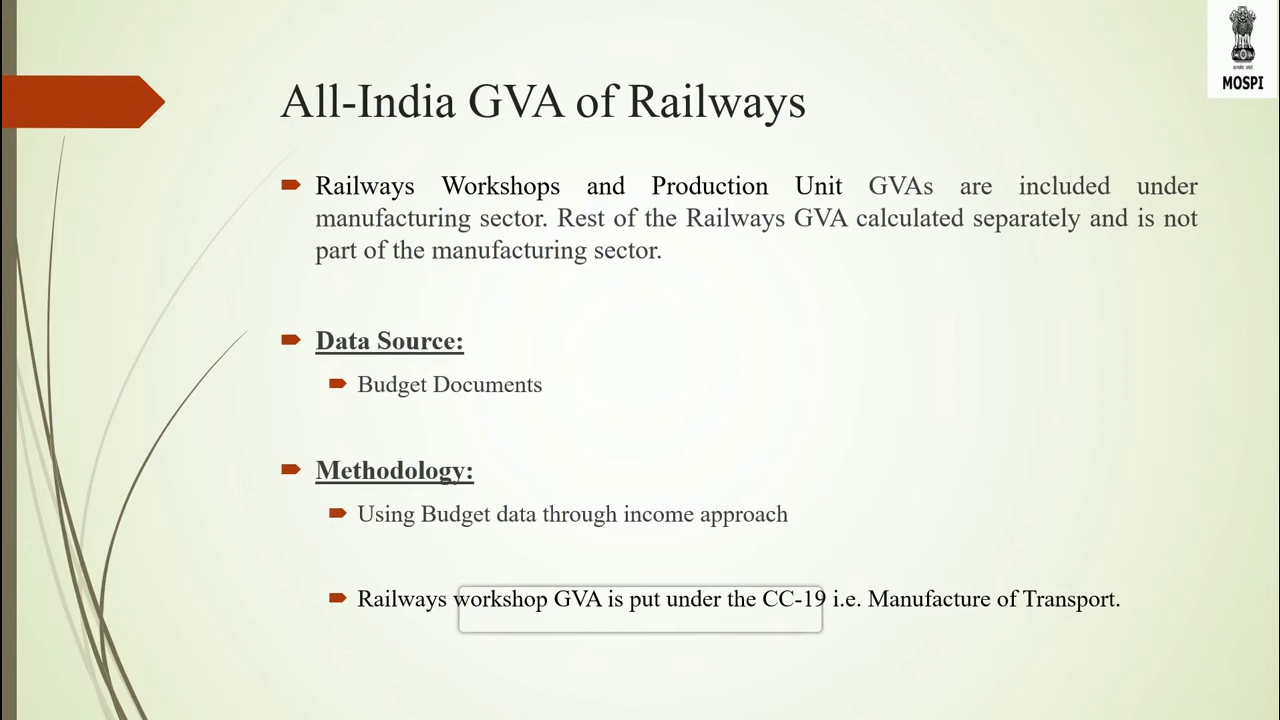 MOSPI
All-India GVA of Railways
Railways Workshops and Production Unit GVAs are included under
manufacturing sector. Rest of the Railways GVA calculated separately and is not
part of the manufacturing sector.
Data Source:
Budget Documents
Methodology:
Using Budget data through income approach
Railways workshop GVA is put under the CC-19 i.e. Manufacture of Transport.